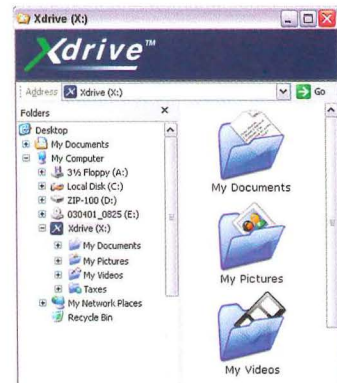 Xdrive (X:)
Xdrive™
Address Xdrive (X:) Go
Folders
Desktop
My Documents
My Computer
3½ Floppy (A:)
Local Disk (C:)
ZIP-100 (D:)
030401_0825 (E:)
Xdrive (X:)
My Documents
My Pictures
My Videos
Taxes
My Network Places
Recycle Bin
My Documents
My Pictures
My Videos